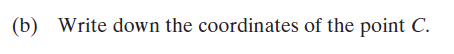 (b) Write down the coordinates of the point C.